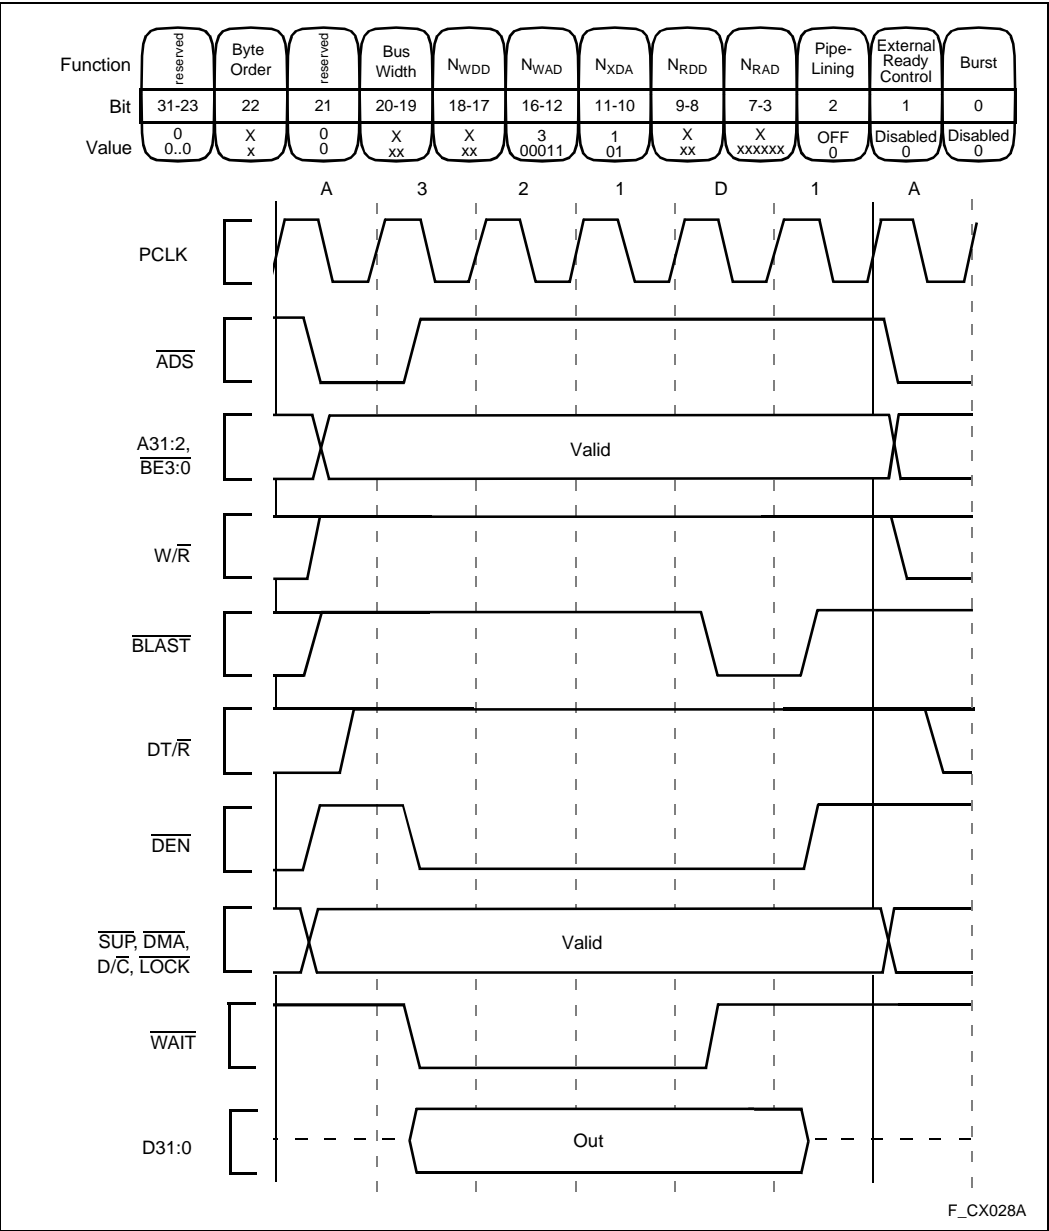 Function reserved Byte Order reserved Bus Width NWDD NWAD NXDA NRDD NRAD Pipe-Lining External Ready Control Burst
Bit 31-23 22 21 20-19 18-17 16-12 11-10 9-8 7-3 2 1 0
Value 0 X 0 X X 3 1 X X OFF Disabled Disabled
0..0 x 0 xx xx 00011 01 xx xxxxxx 0 0 0
A 3 2 1 D 1 A
PCLK
ADS
A31:2,
BE3:0
Valid
W/R
BLAST
DT/R
DEN
SUP, DMA,
D/C, LOCK
Valid
WAIT
D31:0
Out
F_CX028A